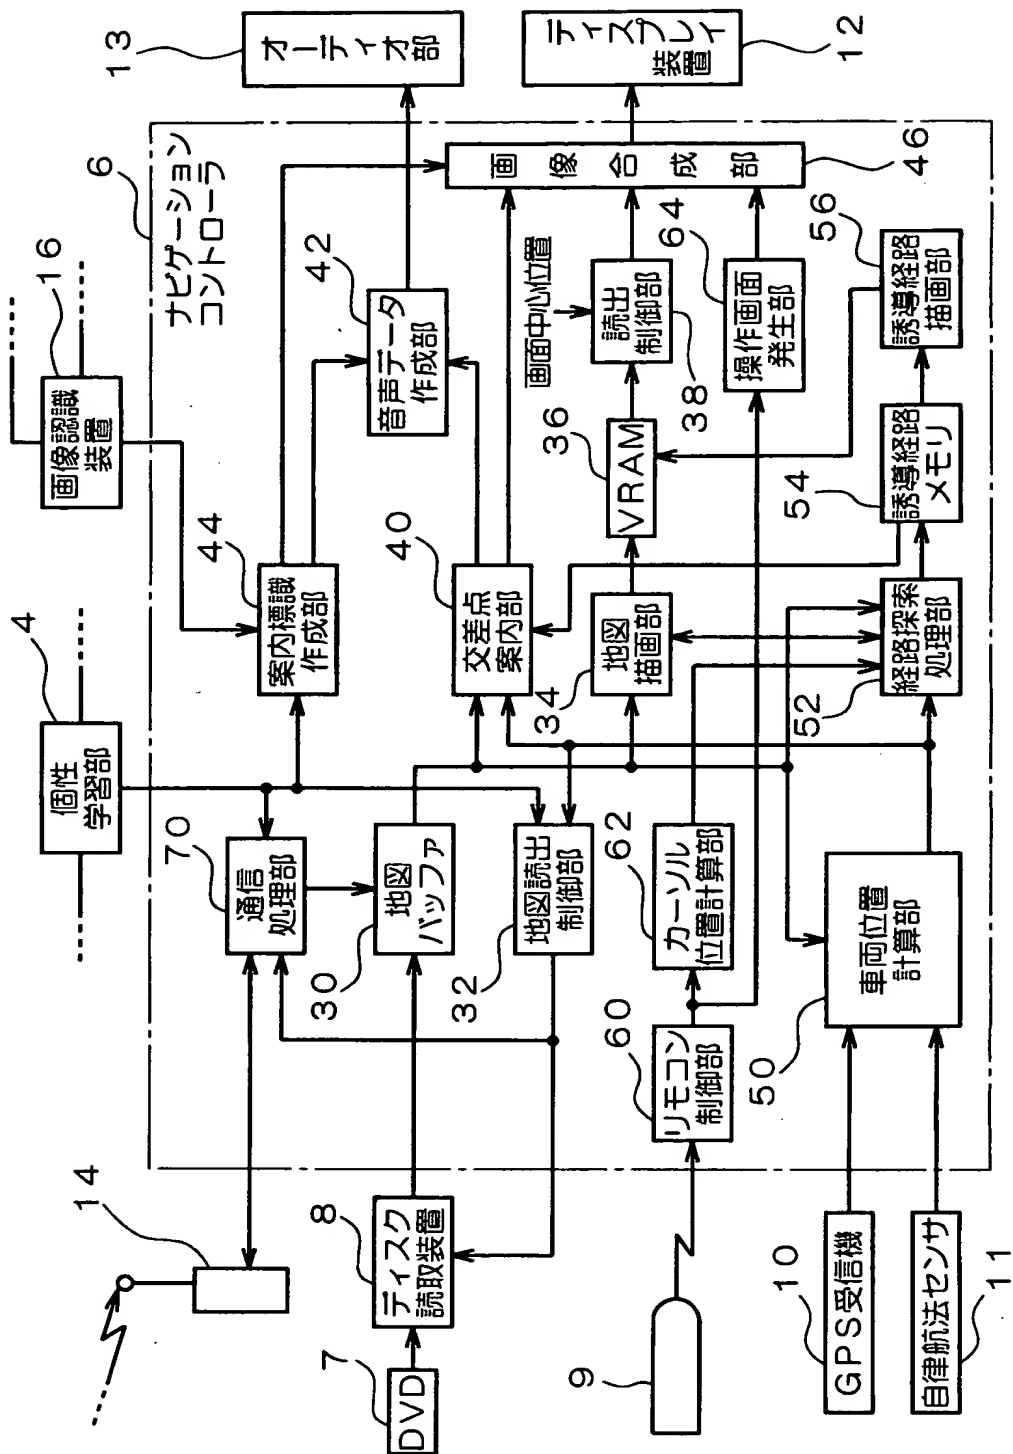 13
オーディオ部
ディスプレイ
装置
12
6
ナビゲーション
コントローラ
16
画像認識
装置
4
個性
学習部
44
案内標識
作成部
42
音声データ
作成部
40
交差点
案内部
画像合成部
46
画面中心位置
読出
制御部
38
36
VRAM
34
地図
描画部
64
操作画面
発生部
56
誘導経路
描画部
54
誘導経路
メモリ
52
経路探索
処理部
70
通信
処理部
30
地図
バッファ
32
地図読出
制御部
62
カーソル
位置計算部
60
リモコン
制御部
50
車両位置
計算部
14
8
ディスク
読取装置
7
DVD
9
10
GPS受信機
11
自律航法センサ